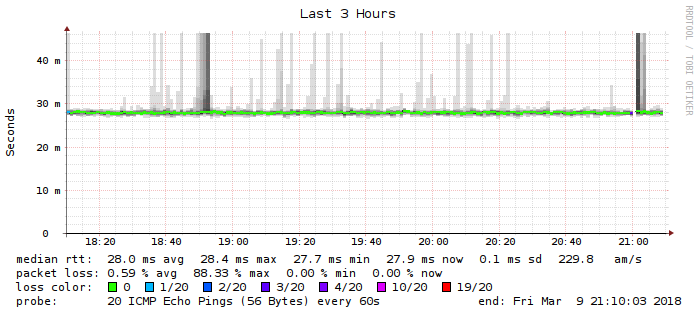 Last 3 Hours
RRDTOOL / TOBI OETIKER
Seconds
40 m
30 m
20 m
10 m
0
18:20 18:40 19:00 19:20 19:40 20:00 20:20 20:40 21:00
median rtt: 28.0 ms avg 28.4 ms max 27.7 ms min 27.9 ms now 0.1 ms sd 229.8 am/s
packet loss: 0.59 % avg 88.33 % max 0.00 % min 0.00 % now
loss color: 0 1/20 2/20 3/20 4/20 10/20 19/20
probe: 20 ICMP Echo Pings (56 Bytes) every 60s end: Fri Mar 9 21:10:03 2018